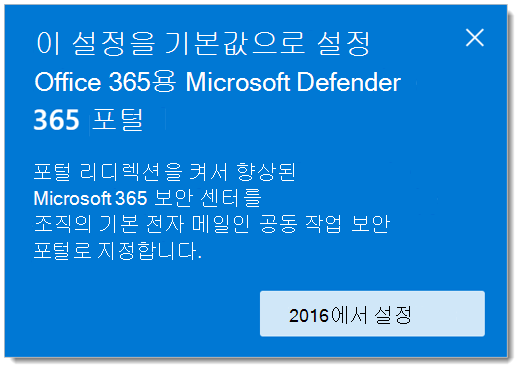 이 설정을 기본값으로 설정
Office 365용 Microsoft Defender
365 포털
포털 리디렉션을 켜서 향상된
Microsoft 365 보안 센터를
조직의 기본 전자 메일인 공동 작업 보안
포털로 지정합니다.
2016에서 설정